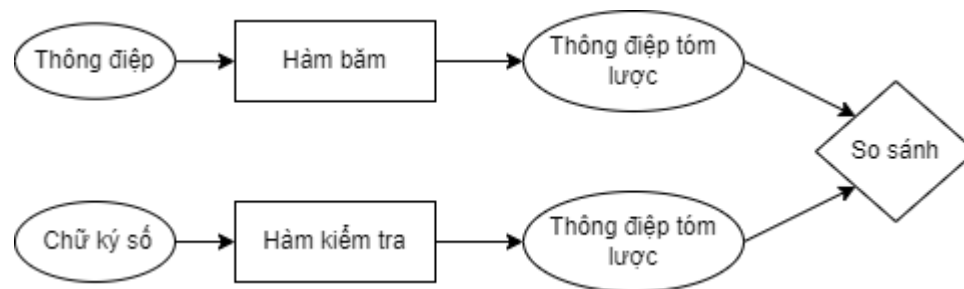 Thông điệp
Hàm băm
Thông điệp tóm
lược
So sánh
Chữ ký số
Hàm kiểm tra
Thông điệp tóm
lược